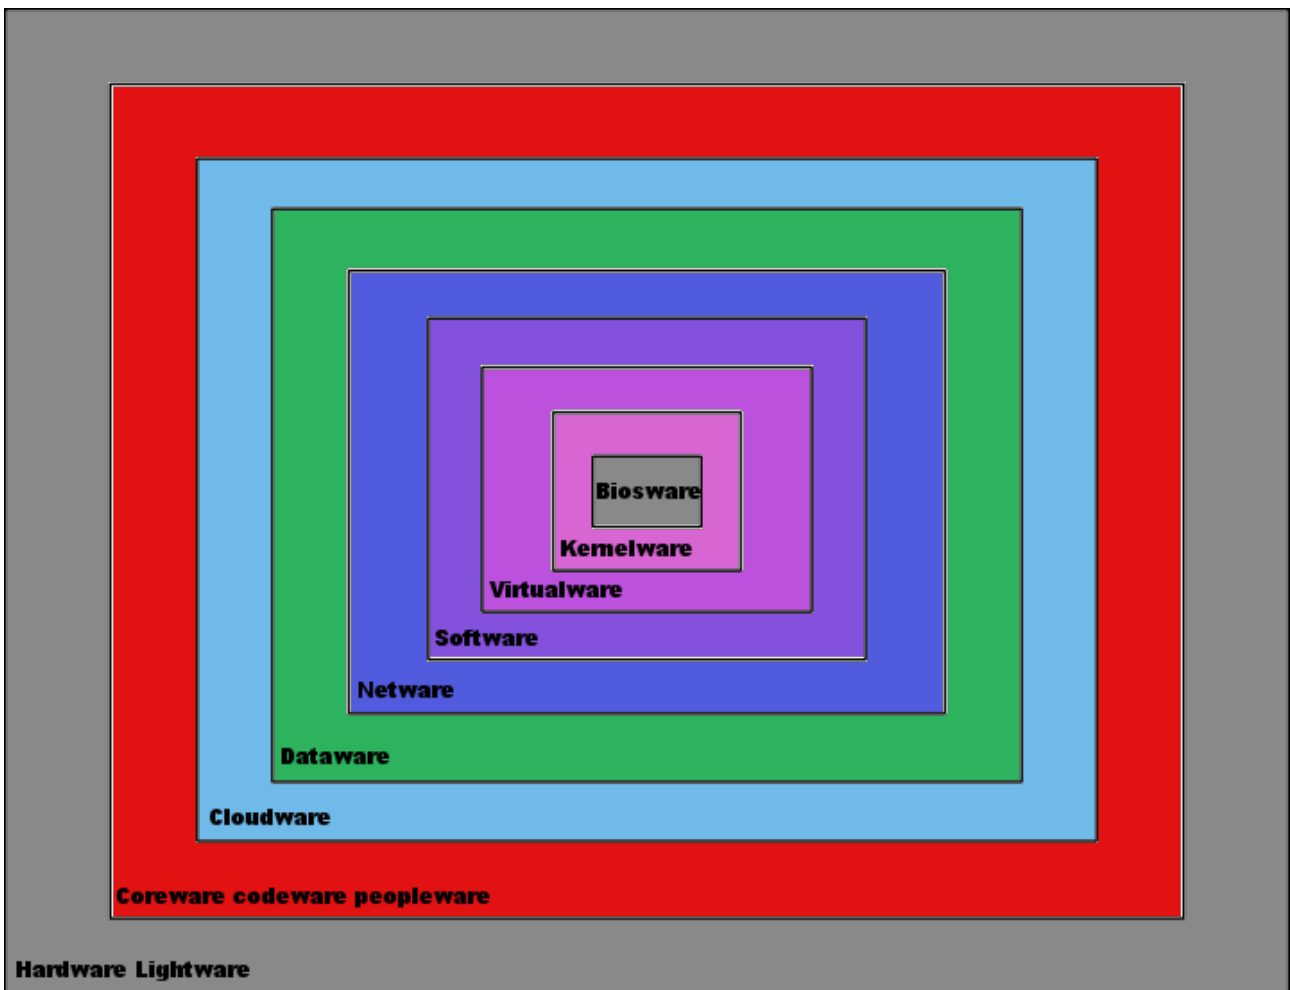 Biosware
Kernelware
Virtualware
Software
Netware
Dataware
Cloudware
Coreware codeware peopleware
Hardware Lightware